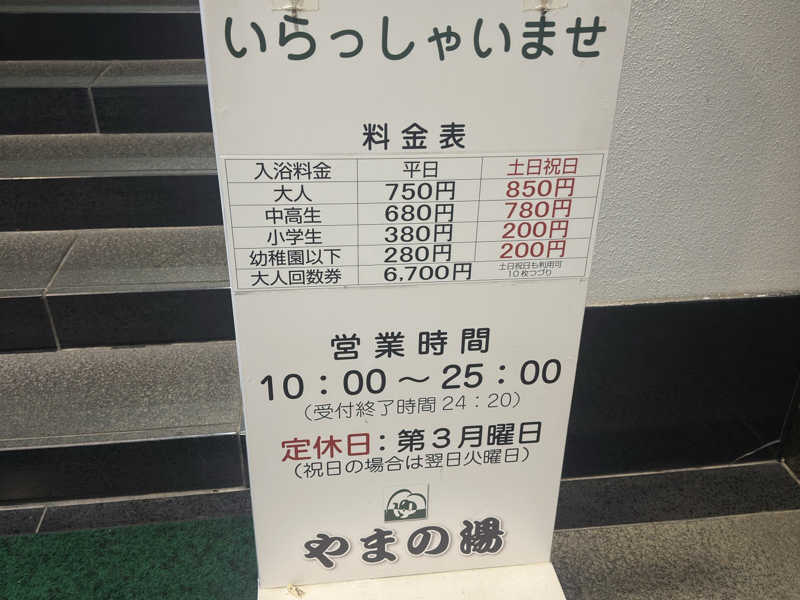 いらっしゃいませ
料金表
入浴料金 平日 土日祝日
大人 750円 850円
中高生 680円 780円
小学生 380円 200円
幼稚園以下 280円 200円
大人回数券 6,700円 土日祝日も利用可
10枚つづり
営業時間
10：00～25：00
（受付終了時間24：20）
定休日：第3月曜日
（祝日の場合は翌日火曜日）
やまの湯